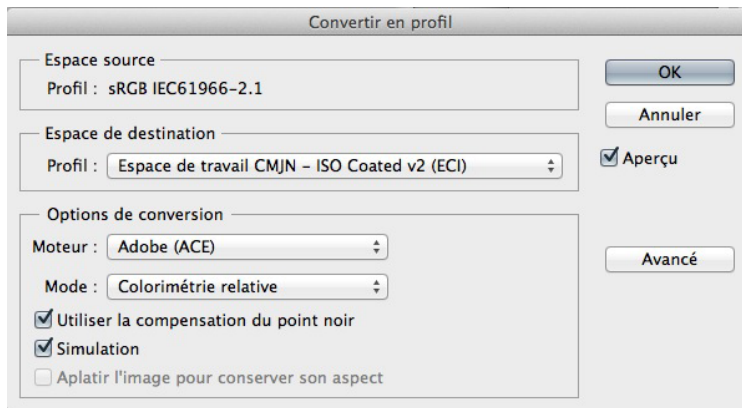 Convertir en profil
Espace source
Profil : sRGB IEC61966-2.1
OK
Annuler
Espace de destination
Profil : Espace de travail CMJN - ISO Coated v2 (ECI)
Aperçu
Options de conversion
Moteur : Adobe (ACE)
Avancé
Mode : Colorimétrie relative
Utiliser la compensation du point noir
Simulation
Aplatir l'image pour conserver son aspect